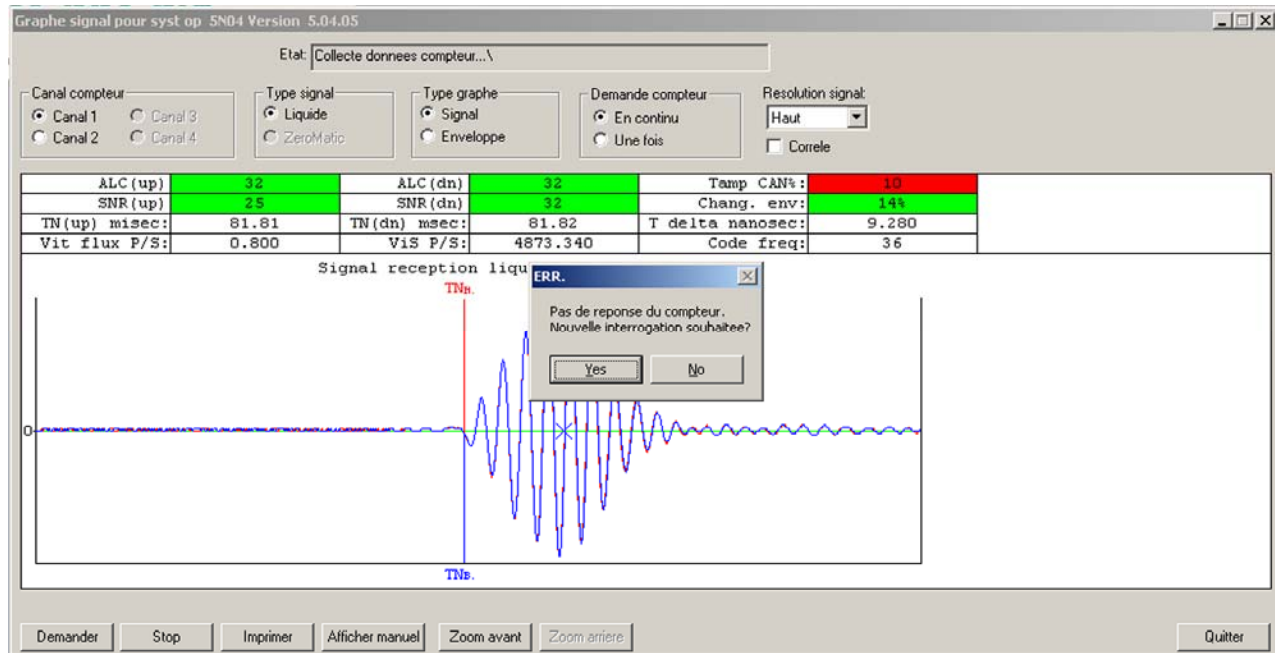 Graphe signal pour syst op 5N04 Version 5.04.05
Etat: Collecte donnees compteur...\
Canal compteur Type signal Type graphe Demande compteur Resolution signal:
Canal 1 Canal 3 Liquide Signal En continu Haut
Canal 2 Canal 4 ZeroMatic Enveloppe Une fois Correle
ALC(up) 32 ALC(dn) 32 Tamp CAN%: 10
SNR(up) 25 SNR(dn) 32 Chang. env: 14%
TN(up) misec: 81.81 TN(dn) msec: 81.82 T delta nanosec: 9.280
Vit flux P/S: 0.800 ViS P/S: 4873.340 Code freq: 36
Signal reception liqu
ERR.
TNB.
Pas de reponse du compteur.
Nouvelle interrogation souhaitee?
Yes No
0
TNB.
Demander Stop Imprimer Afficher manuel Zoom avant Zoom arriere Quitter